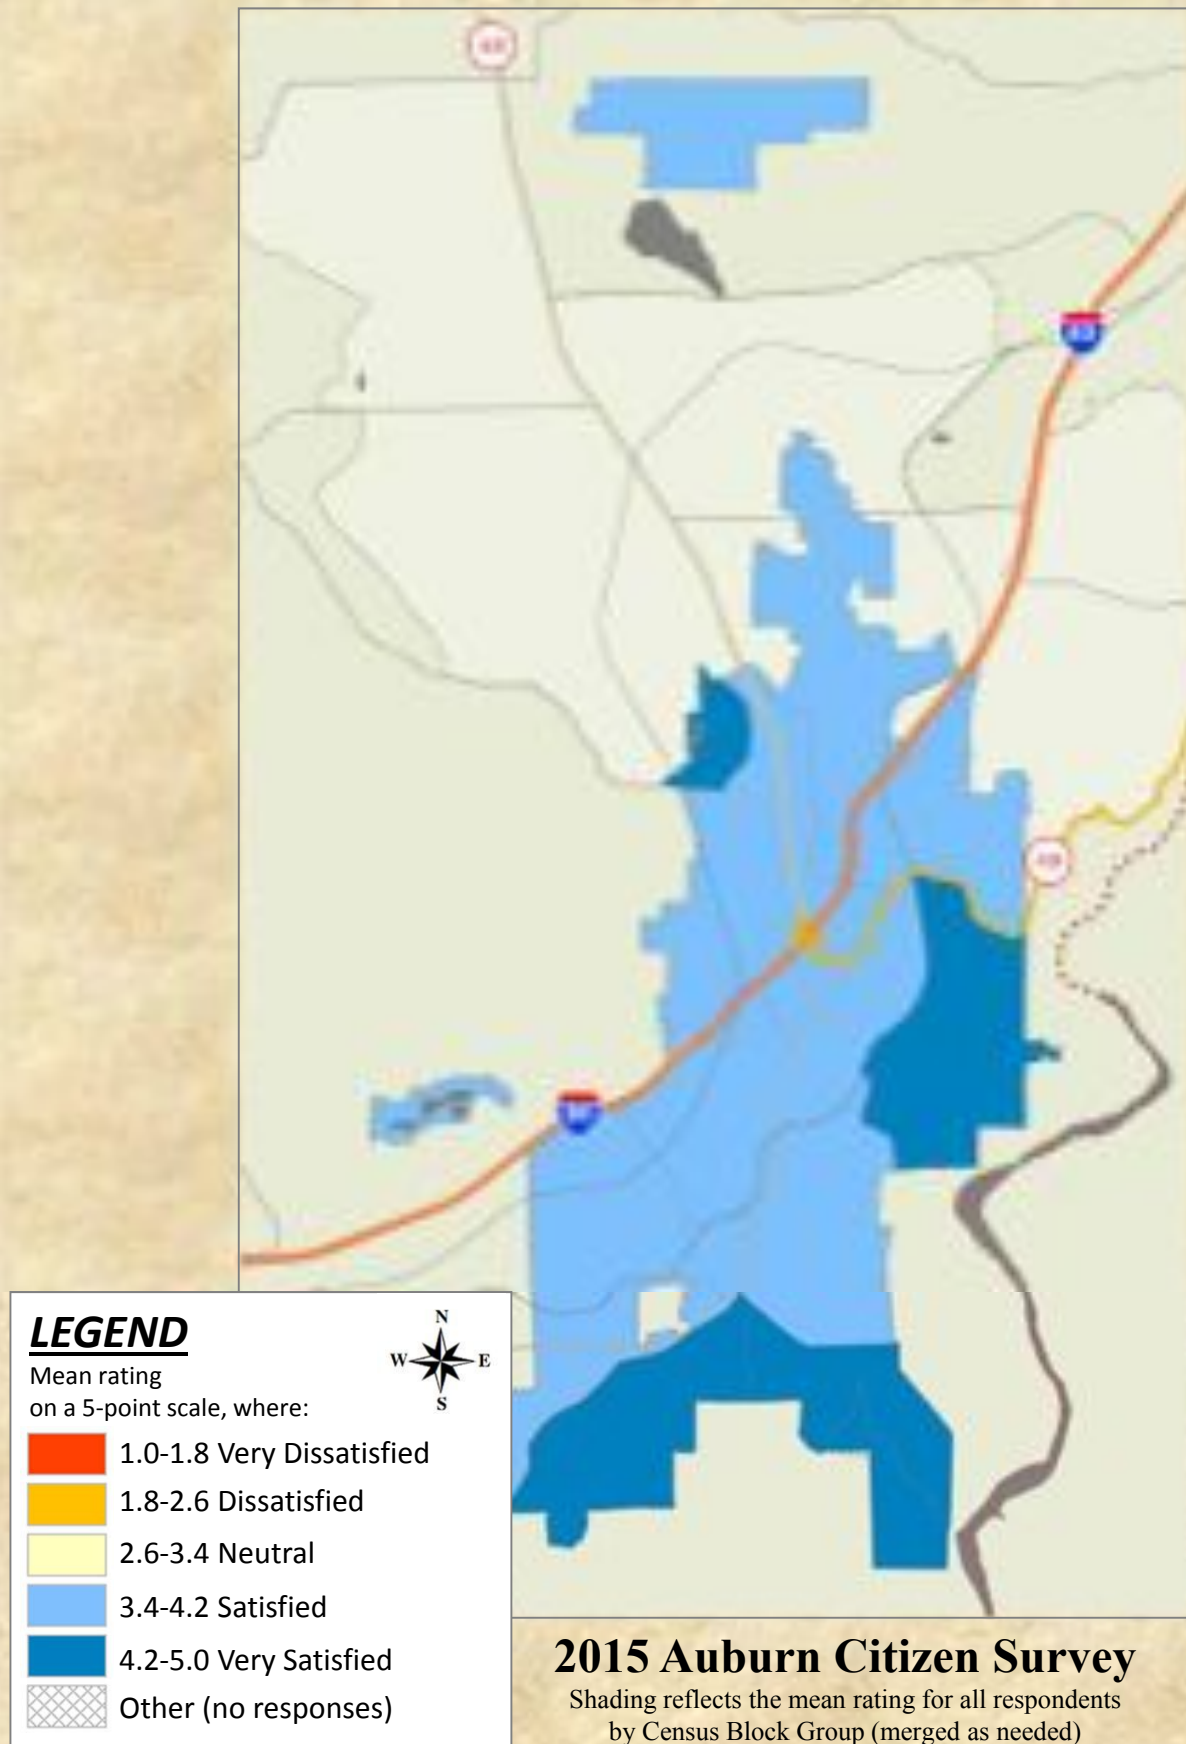 LEGEND
Mean rating
on a 5-point scale, where:
N
W E
S
1.0-1.8 Very Dissatisfied
1.8-2.6 Dissatisfied
2.6-3.4 Neutral
3.4-4.2 Satisfied
4.2-5.0 Very Satisfied
Other (no responses)
2015 Auburn Citizen Survey
Shading reflects the mean rating for all respondents
by Census Block Group (merged as needed)